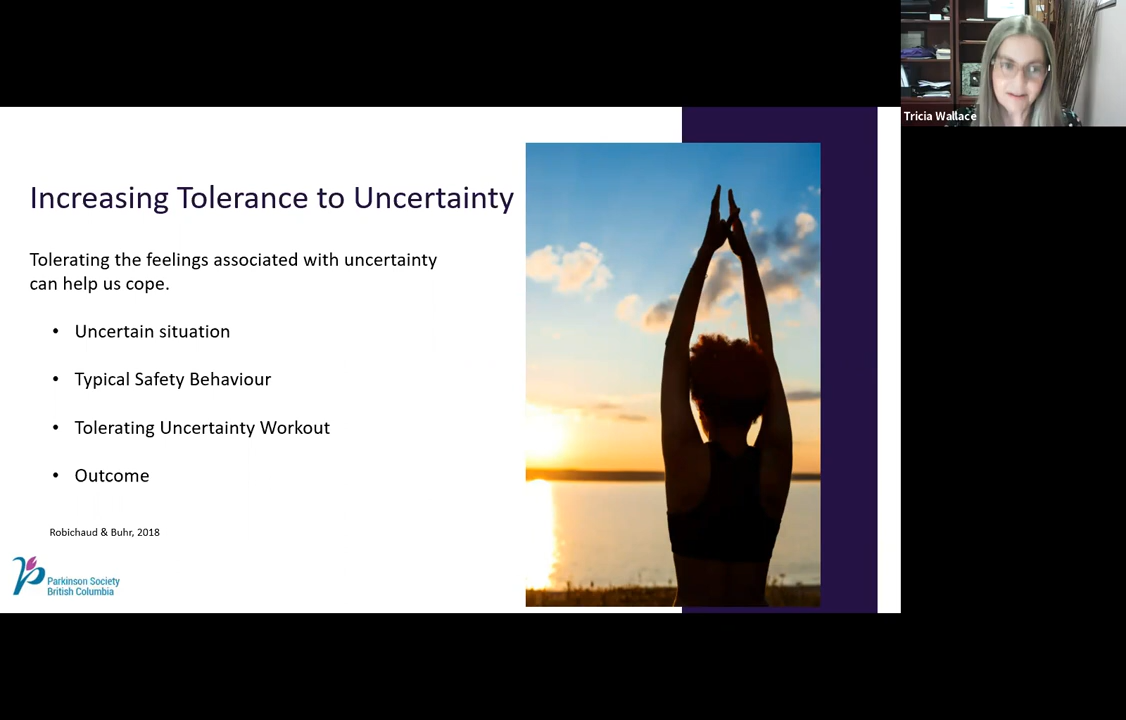 Tricia Wallace
Increasing Tolerance to Uncertainty
Tolerating the feelings associated with uncertainty
can help us cope.
• Uncertain situation
• Typical Safety Behaviour
• Tolerating Uncertainty Workout
• Outcome
Robichaud & Buhr, 2018
Parkinson Society
British Columbia